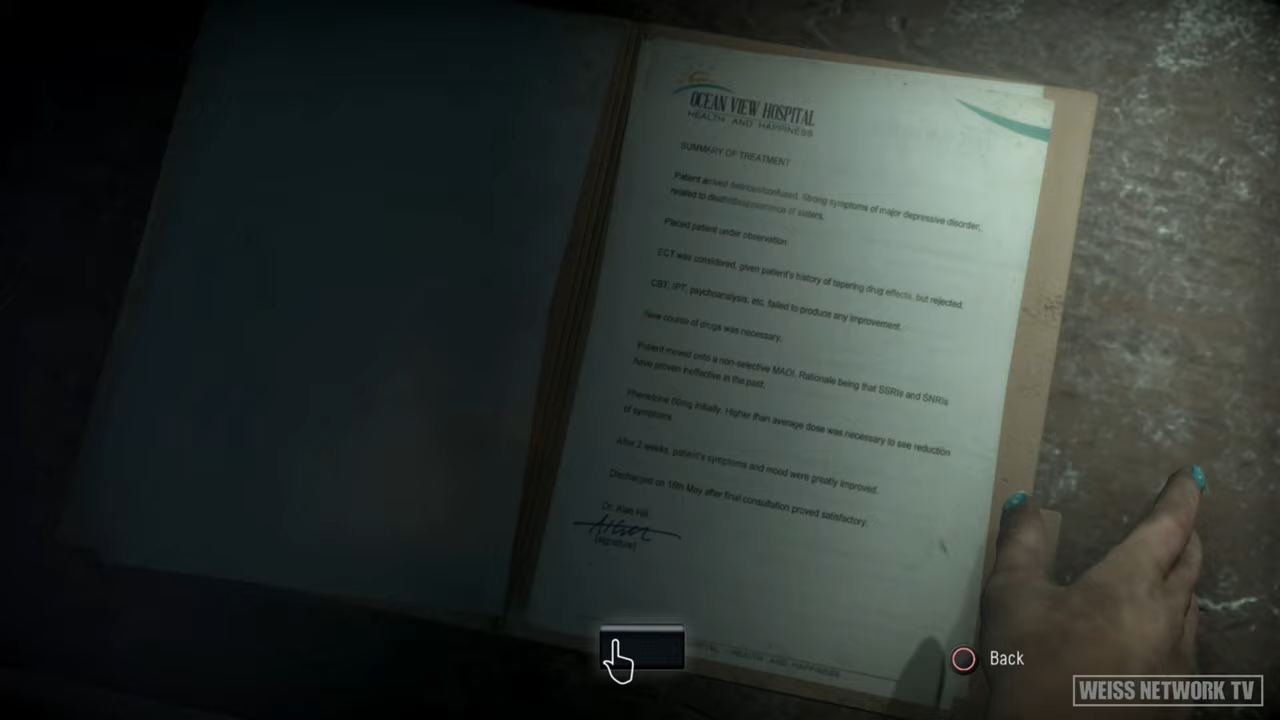 OCEAN VIEW HOSPITAL
HEALTH AND HAPPINESS
SUMMARY OF TREATMENT
Patient arrived delirious/confused. Strong symptoms of major depressive disorder,
related to death/disappearance of sisters.
Placed patient under observation.
ECT was considered, given patient's history of tapering drug effects, but rejected.
CBT, IPT, psychoanalysis, etc, failed to produce any improvement.
New course of drugs was necessary.
Patient moved onto a non-selective MAOI. Rationale being that SSRIs and SNRIs
have proven ineffective in the past.
Phenelzine 60mg initially. Higher than average dose was necessary to see reduction
of symptoms.
After 2 weeks, patient's symptoms and mood were greatly improved.
Discharged on 16th May after final consultation proved satisfactory.
Dr. Alan Hill
(signature)
HEALTH AND HAPPINESS
Back
WEISS NETWORK TV